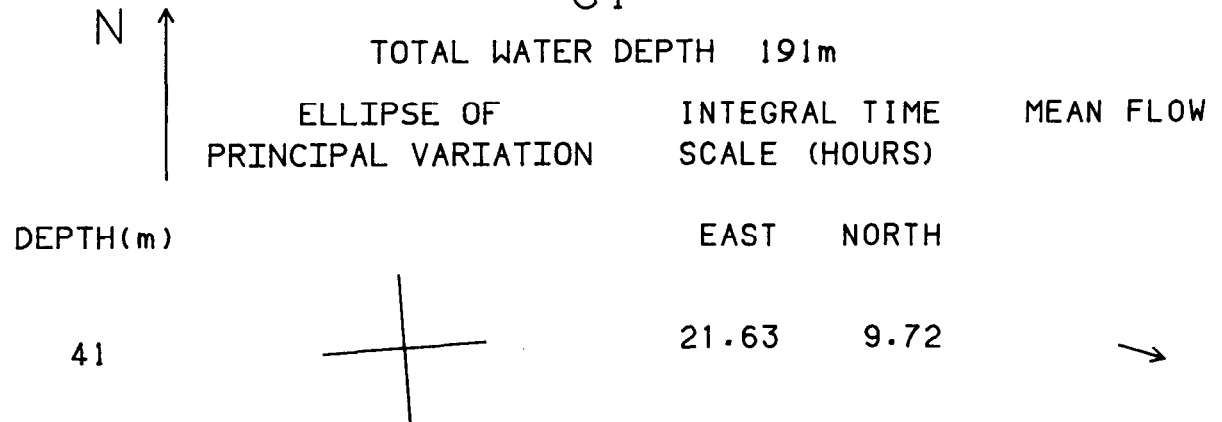 N
TOTAL WATER DEPTH 191m
ELLIPSE OF INTEGRAL TIME MEAN FLOW
PRINCIPAL VARIATION SCALE (HOURS)
DEPTH(m) EAST NORTH
41 21.63 9.72